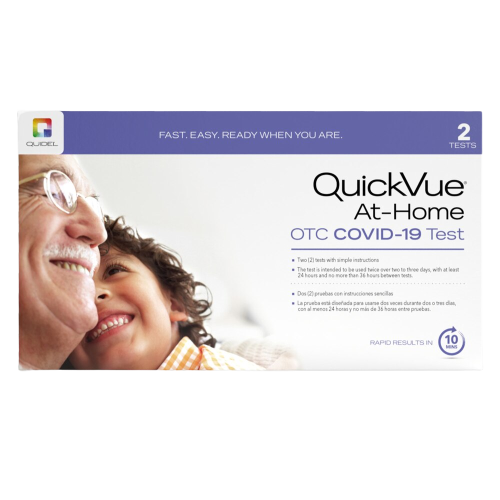 QUIDEL
FAST. EASY. READY WHEN YOU ARE.
2
TESTS
QuickVue®
At-Home
OTC COVID-19 Test
• Two (2) tests with simple instructions
• The test is intended to be used twice over two to three days, with at least
24 hours and no more than 36 hours between tests.
• Dos (2) pruebas con instrucciones sencillas
• La prueba está diseñada para usarse dos veces durante dos o tres días,
con al menos 24 horas y no más de 36 horas entre pruebas.
RAPID RESULTS IN
10
MINS